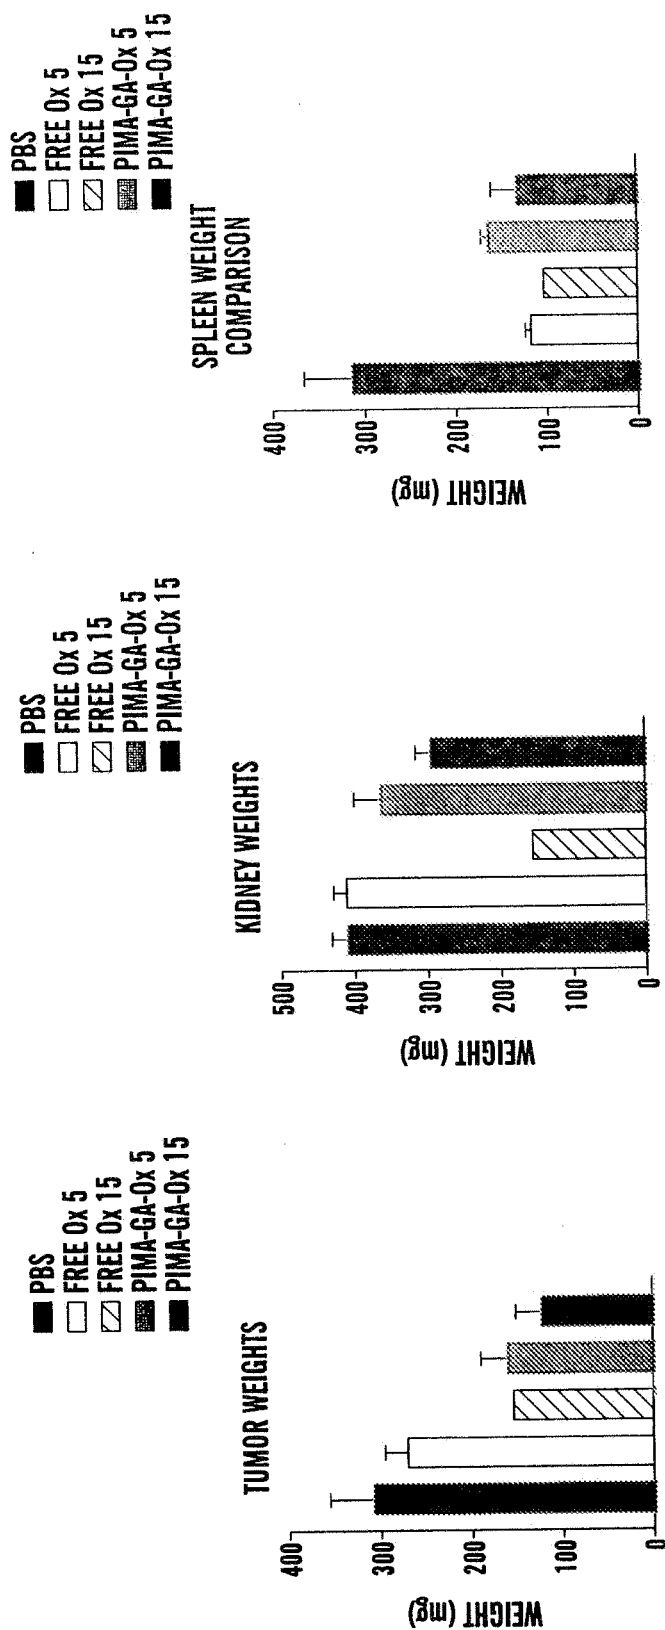 TUMOR WEIGHTS
PBS
FREE Ox 5
FREE Ox 15
PIMA-GA-Ox 5
PIMA-GA-Ox 15
WEIGHT (mg)
400
300
200
100
0
KIDNEY WEIGHTS
PBS
FREE Ox 5
FREE Ox 15
PIMA-GA-Ox 5
PIMA-GA-Ox 15
WEIGHT (mg)
500
400
300
200
100
0
SPLEEN WEIGHT
COMPARISON
PBS
FREE Ox 5
FREE Ox 15
PIMA-GA-Ox 5
PIMA-GA-Ox 15
WEIGHT (mg)
400
300
200
100
0